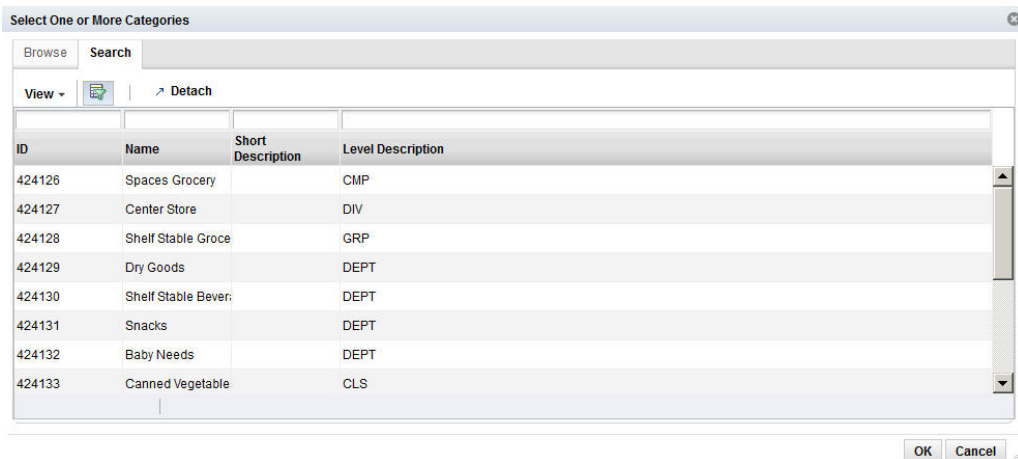 Select One or More Categories
Browse Search
View Detach
ID Name Short Description Level Description
424126 Spaces Grocery CMP
424127 Center Store DIV
424128 Shelf Stable Groce GRP
424129 Dry Goods DEPT
424130 Shelf Stable Bever DEPT
424131 Snacks DEPT
424132 Baby Needs DEPT
424133 Canned Vegetable CLS
OK Cancel